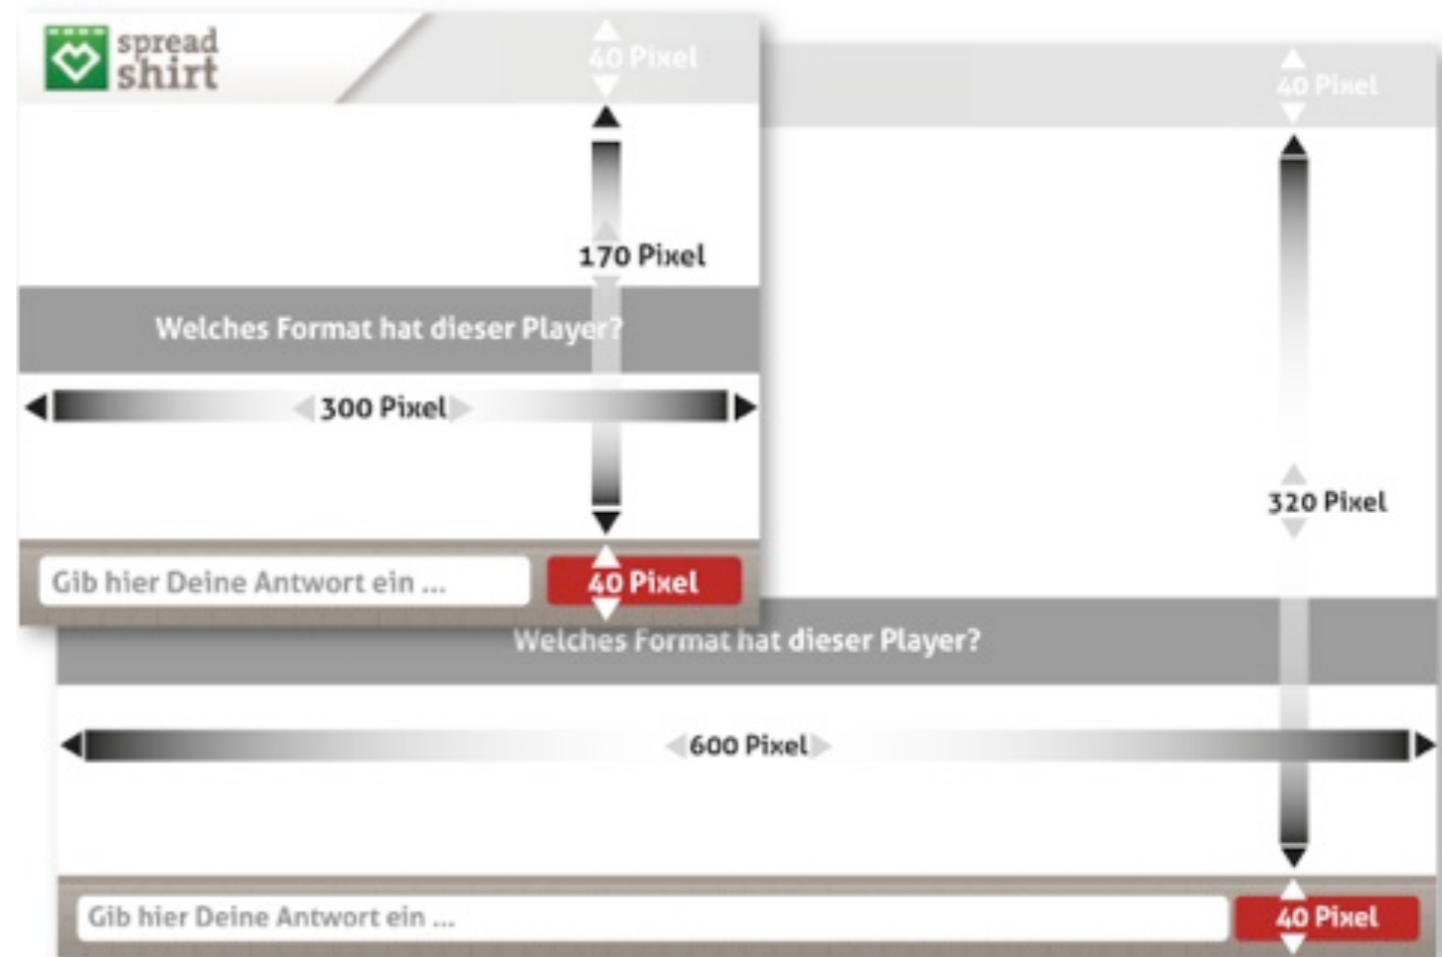 spread
shirt
40 Pixel
170 Pixel
Welches Format hat dieser Player?
300 Pixel
Gib hier Deine Antwort ein ...
40 Pixel
40 Pixel
320 Pixel
Welches Format hat dieser Player?
600 Pixel
Gib hier Deine Antwort ein ...
40 Pixel